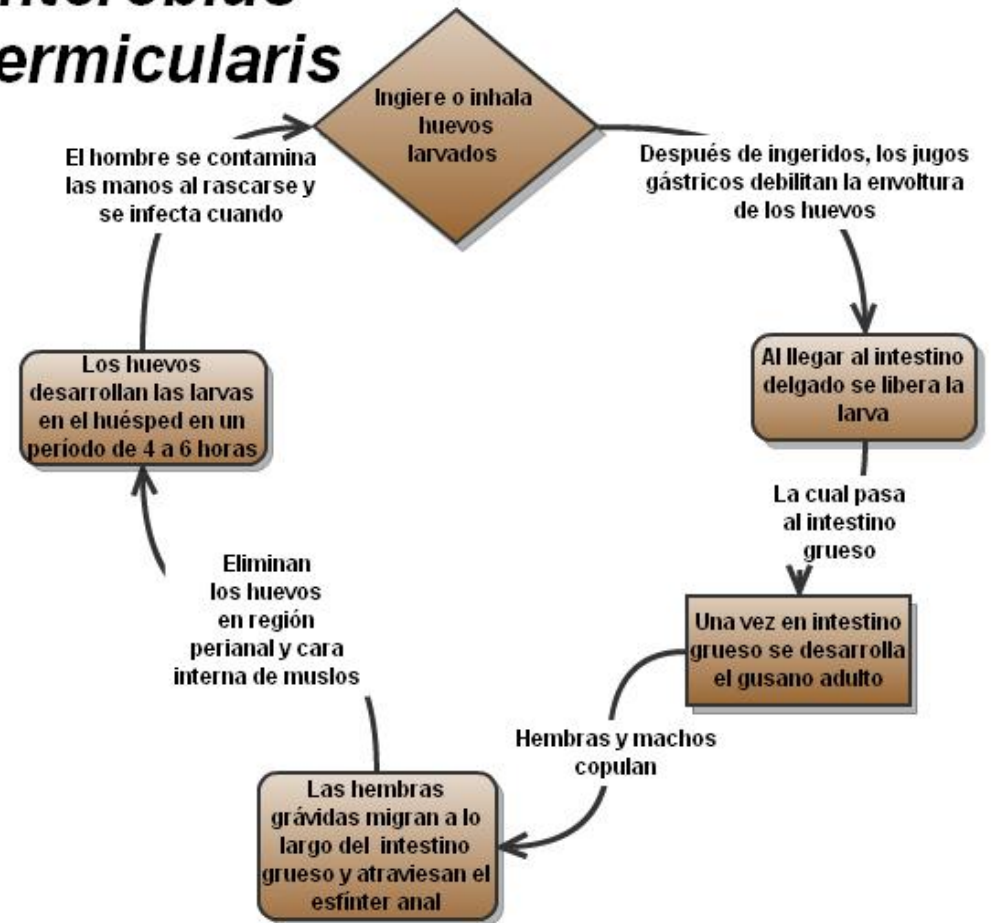 nterobius
ermicularis
Ingiere o inhala
huevos
larvados
Después de ingeridos, los jugos
gástricos debilitan la envoltura
de los huevos
Al llegar al intestino
delgado se libera la
larva
La cual pasa
al intestino
grueso
Una vez en intestino
grueso se desarrolla
el gusano adulto
Hembras y machos
copulan
Las hembras
grávidas migran a lo
largo del intestino
grueso y atraviesan el
esfínter anal
Eliminan
los huevos
en región
perianal y cara
interna de muslos
Los huevos
desarrollan las larvas
en el huésped en un
período de 4 a 6 horas
El hombre se contamina
las manos al rascarse y
se infecta cuando